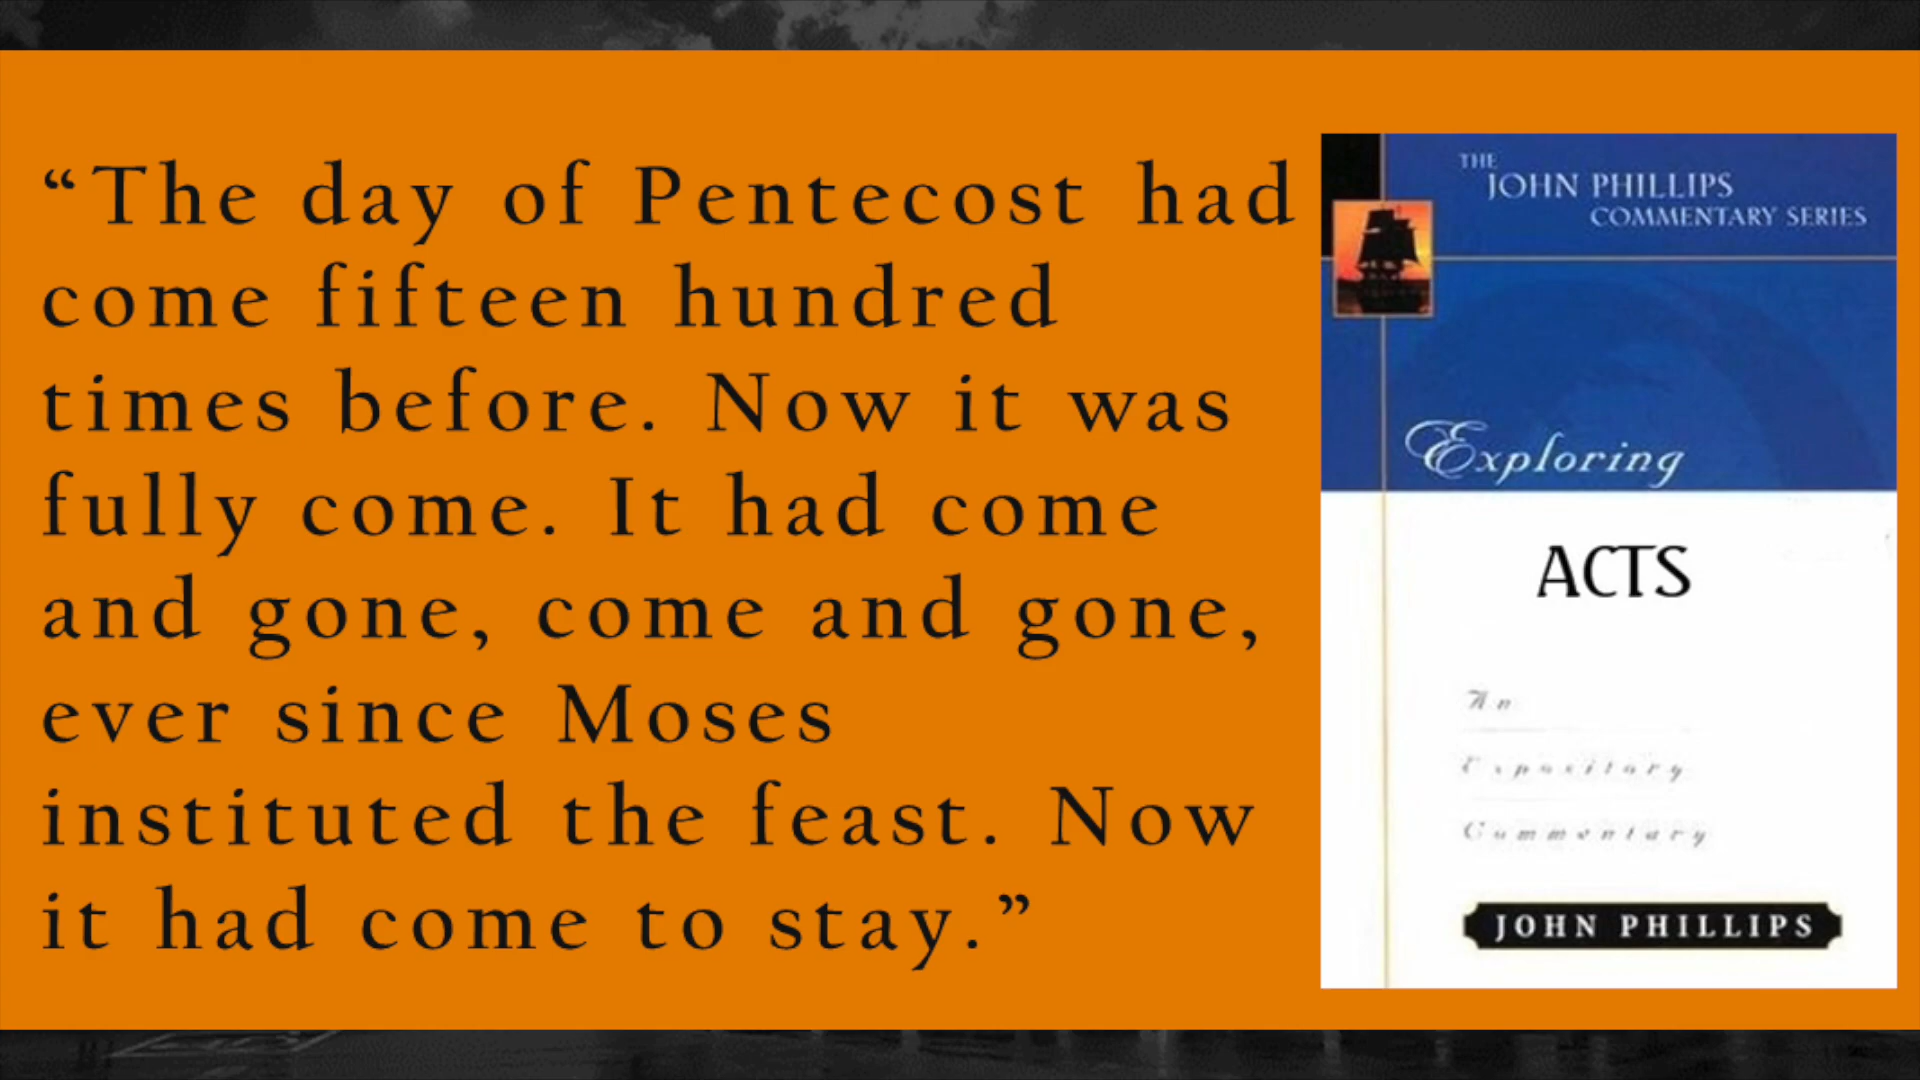 “The day of Pentecost had
come fifteen hundred
times before. Now it was
fully come. It had come
and gone, come and gone,
ever since Moses
instituted the feast. Now
it had come to stay.”
THE
JOHN PHILLIPS
COMMENTARY SERIES
Exploring
ACTS
An
Expository
Commentary
JOHN PHILLIPS